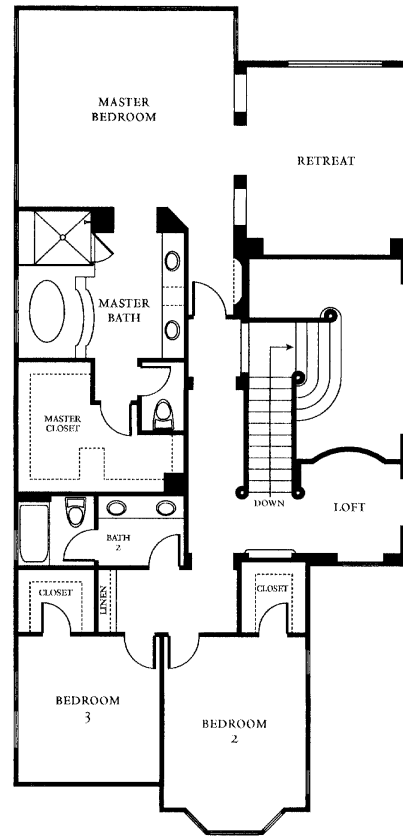 MASTER
BEDROOM
RETREAT
MASTER
BATH
MASTER
CLOSET
DOWN
LOFT
BATH
2
CLOSET
LINEN
CLOSET
BEDROOM
3
BEDROOM
2